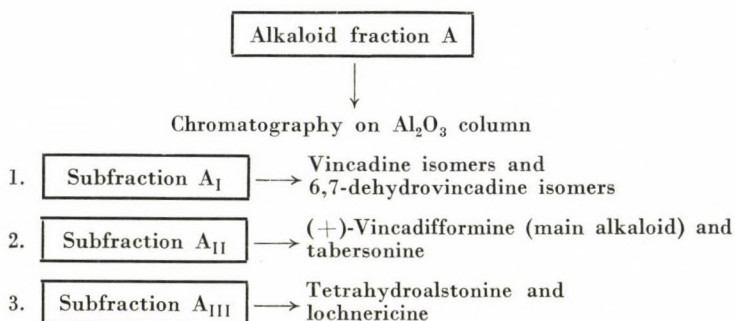 Alkaloid fraction A
Chromatography on Al₂O₃ column
1. Subfraction A_I → Vincadine isomers and
6,7-dehydrovincadine isomers
2. Subfraction A_II → (+)-Vincadifformine (main alkaloid) and
tabersonine
3. Subfraction A_III → Tetrahydroalstonine and
lochnericine